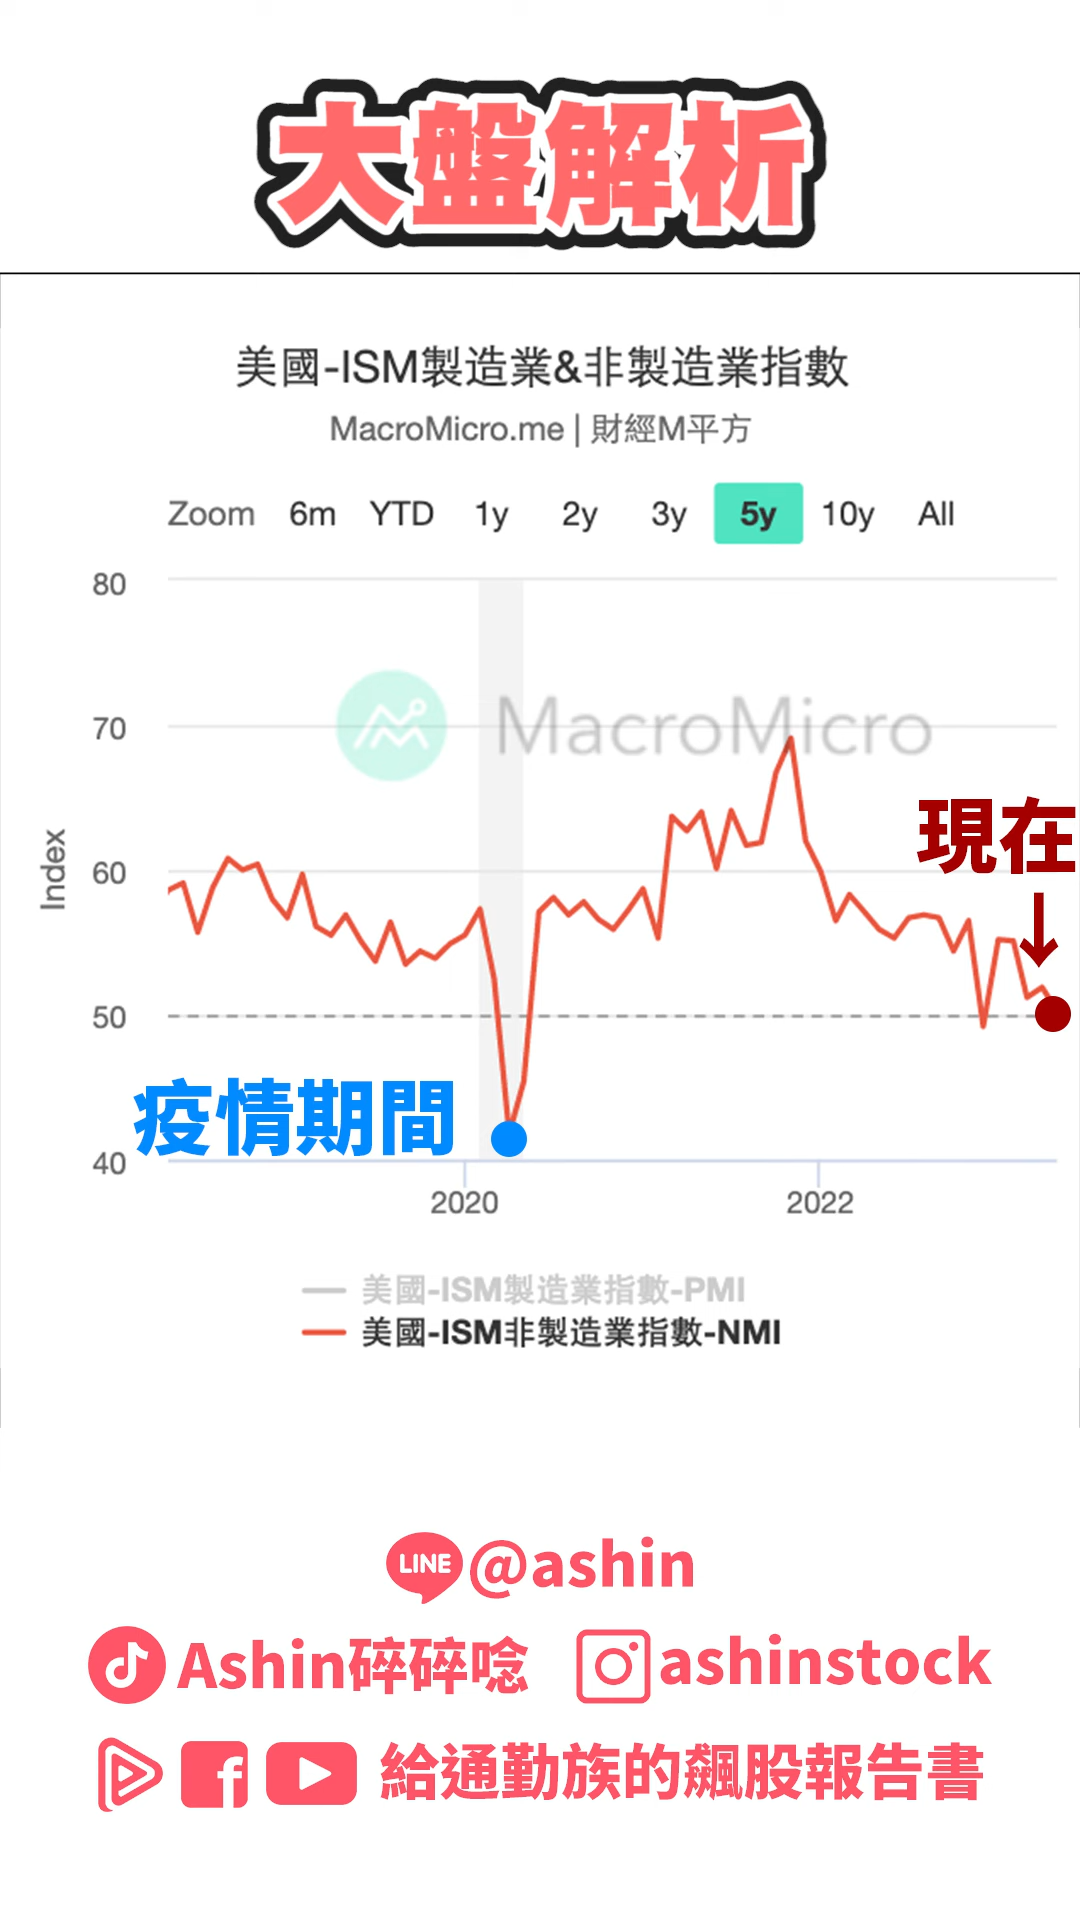 大盤解析
美國-ISM製造業&非製造業指數
MacroMicro.me | 財經M平方
Zoom 6m YTD 1y 2y 3y 5y 10y All
80
MacroMicro
70
現在
Index
60
50
疫情期間
40
2020 2022
美國-ISM製造業指數-PMI
美國-ISM非製造業指數-NMI
LINE @ashin
Ashin碎碎唸 ashinstock
給通勤族的飆股報告書